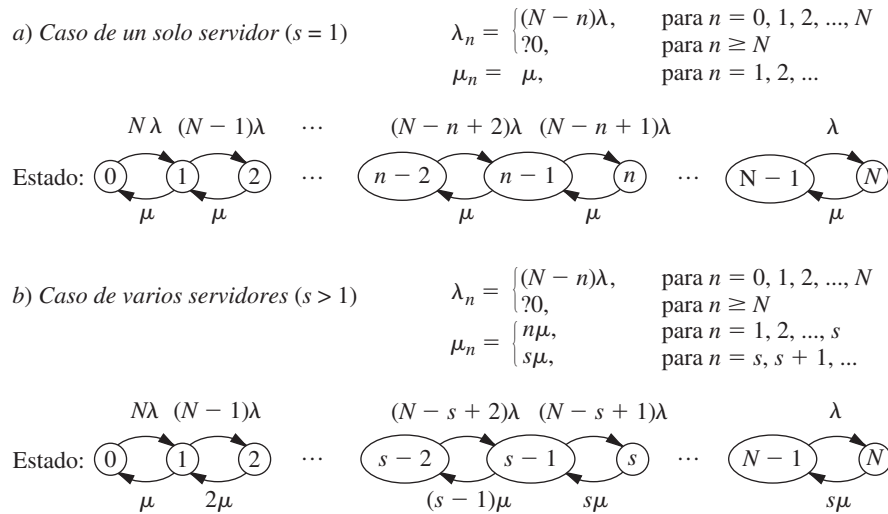 a) Caso de un solo servidor (s = 1)
λₙ = { (N − n)λ, para n = 0, 1, 2, ..., N
?0, para n ≥ N
μₙ = μ, para n = 1, 2, ...
N λ (N − 1)λ ... (N − n + 2)λ (N − n + 1)λ λ
Estado: 0 1 2 ... n − 2 n − 1 n ... N − 1 N
μ μ μ μ μ
b) Caso de varios servidores (s > 1)
λₙ = { (N − n)λ, para n = 0, 1, 2, ..., N
?0, para n ≥ N
μₙ = { nμ, para n = 1, 2, ..., s
sμ, para n = s, s + 1, ...
Nλ (N − 1)λ (N − s + 2)λ (N − s + 1)λ λ
Estado: 0 1 2 ... s − 2 s − 1 s ... N − 1 N
μ 2μ (s − 1)μ sμ sμ